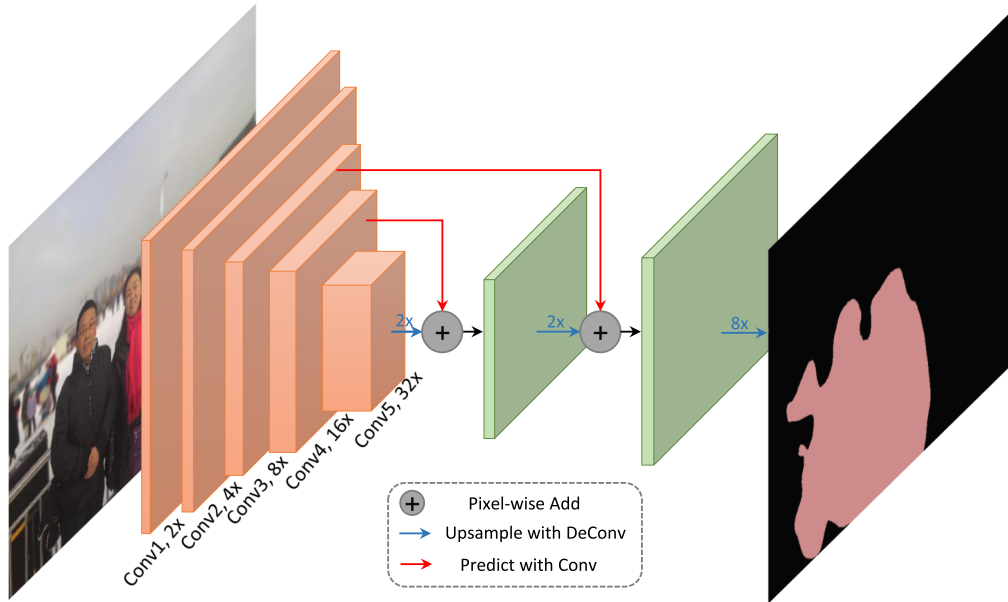 2x
+
2x
+
8x
Conv1, 2x
Conv2, 4x
Conv3, 8x
Conv4, 16x
Conv5, 32x
+ Pixel-wise Add
Upsample with DeConv
Predict with Conv